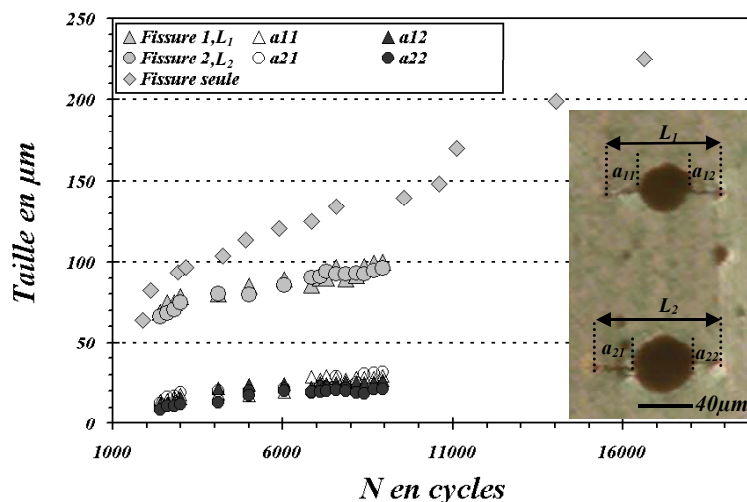 250
200
150
100
50
0
Taille en µm
Fissure 1,L₁ a11 a12
Fissure 2,L₂ a21 a22
Fissure seule
L₁
a₁₁ a₁₂
L₂
a₂₁ a₂₂
40µm
1000 6000 11000 16000
N en cycles